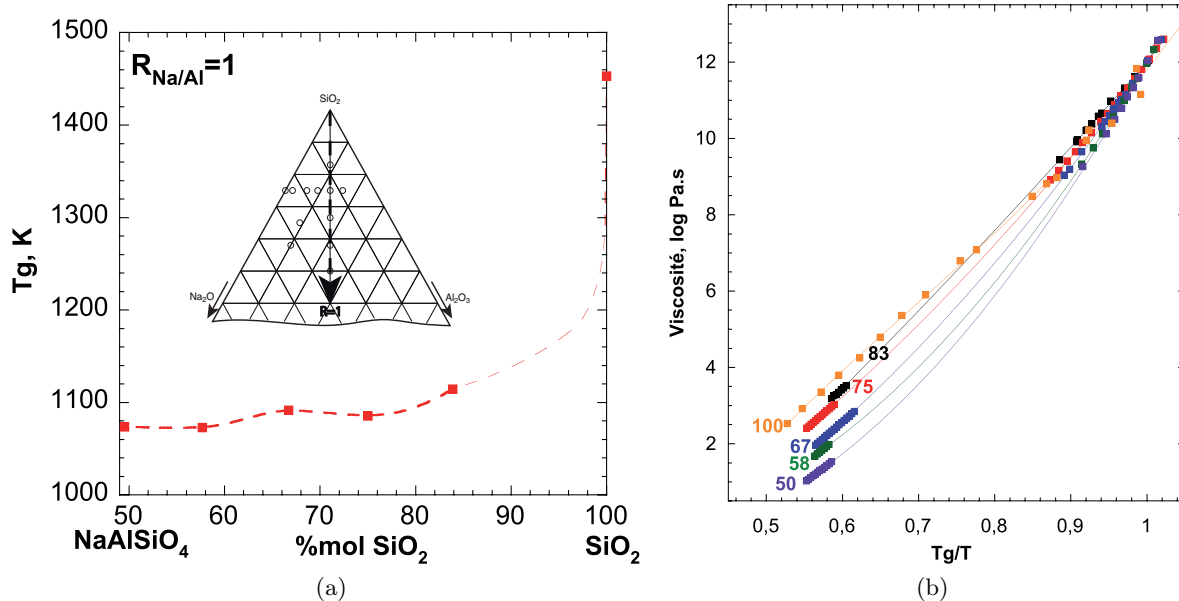 1500
1400
1300
1200
1100
1000
Tg, K
R_Na/Al=1
SiO2
Na2O
Al2O3
R=1
50
60
70
80
90
100
NaAlSiO4
%mol SiO2
SiO2
(a)
12
10
8
6
4
2
Viscosité, log Pa.s
83
75
100
67
58
50
0,5
0,6
0,7
0,8
0,9
1
Tg/T
(b)